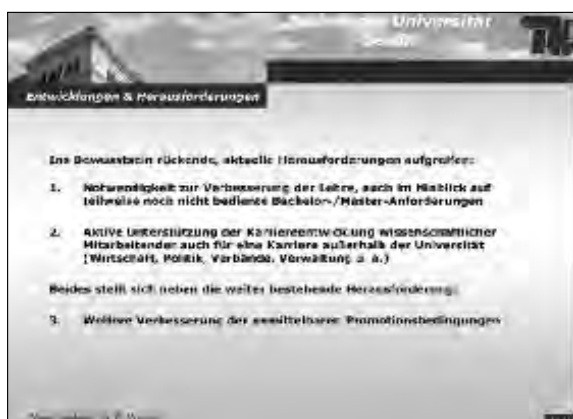 Universität
Entwicklungen & Herausforderungen
Ins Bewusstsein rückende, aktuelle Herausforderungen aufgreifen:
1. Notwendigkeit zur Verbesserung der Lehre, auch im Hinblick auf
teilweise noch nicht bediente Bachelor-/Master-Anforderungen
2. Aktive Unterstützung der Karriereentwicklung wissenschaftlicher
Mitarbeitender auch für eine Karriere außerhalb der Universität
(Wirtschaft, Politik, Verbände, Verwaltung u. a.)
Beides stellt sich neben die weiter bestehende Herausforderung:
3. Weitere Verbesserung der unmittelbaren Promotionsbedingungen